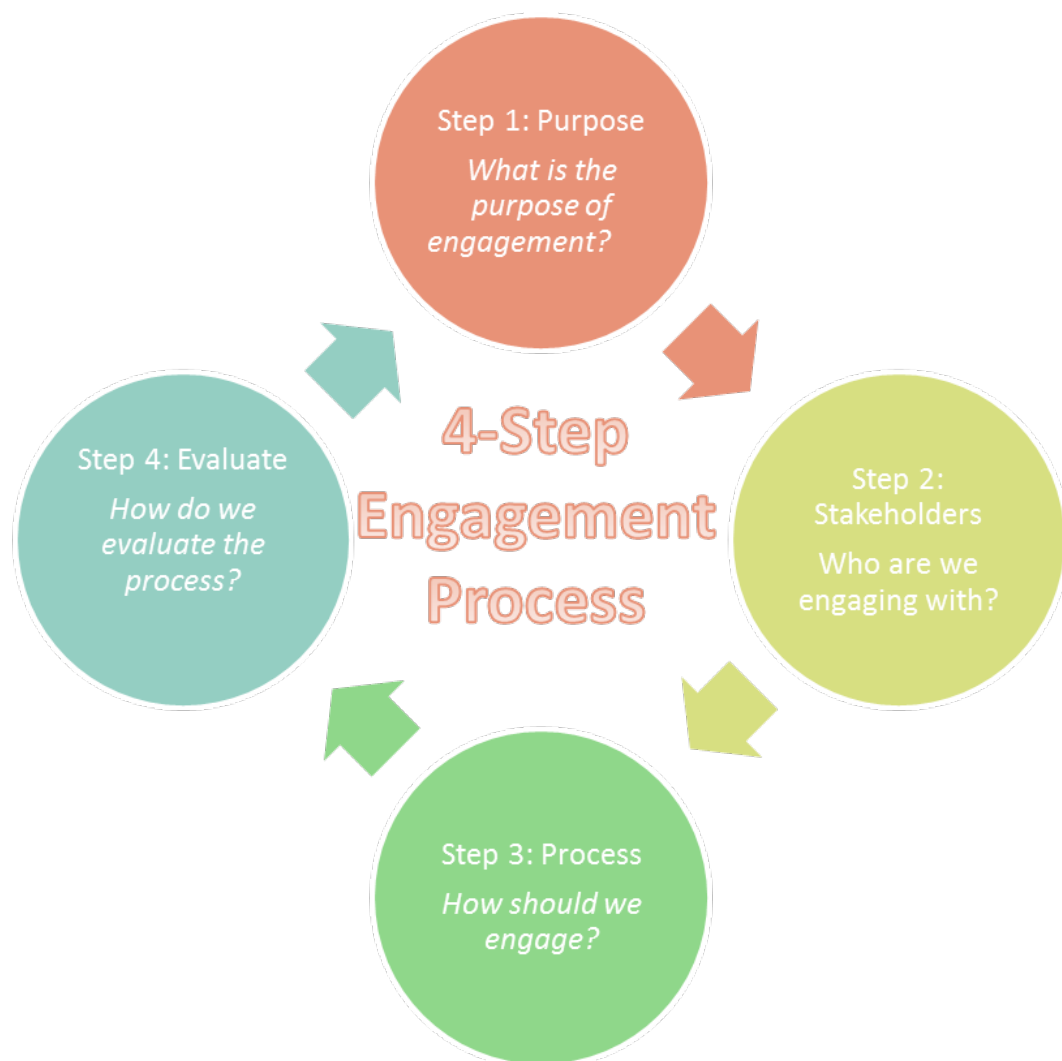 Step 1: Purpose
What is the
purpose of
engagement?
4-Step
Engagement
Process
Step 2:
Stakeholders
Who are we
engaging with?
Step 3: Process
How should we
engage?
Step 4: Evaluate
How do we
evaluate the
process?